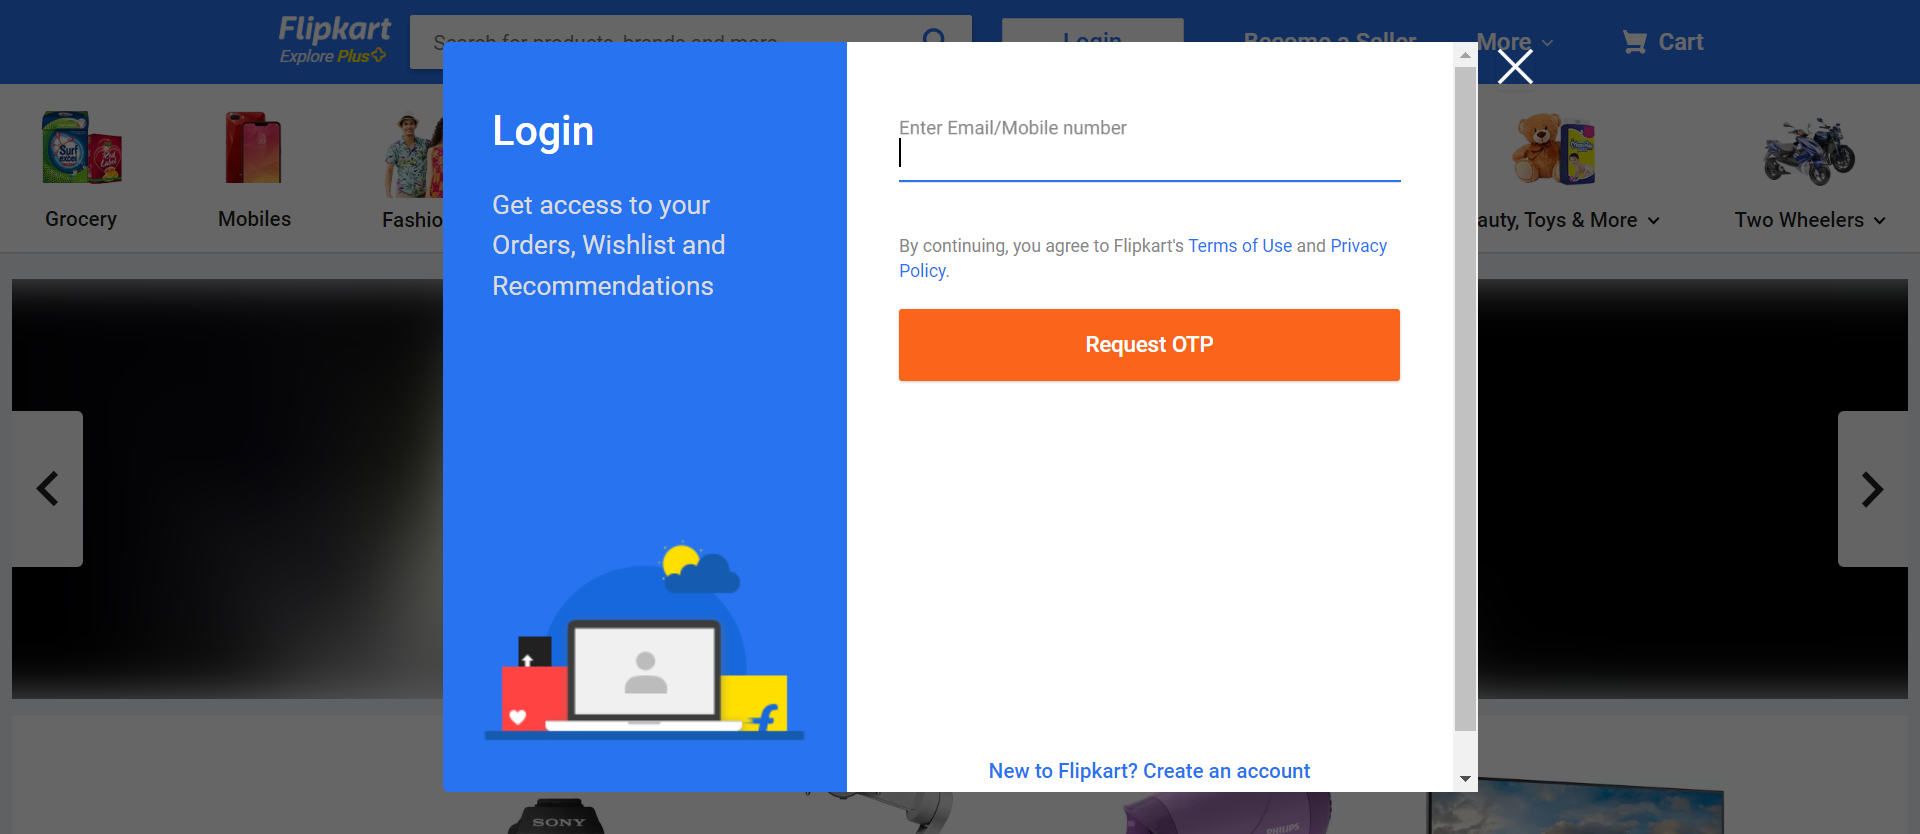 Flipkart
Explore Plus
Search for products, brands and more
Login
Become a Seller
More
Cart
Surf
excel
Grocery
Mobiles
Fashio
auty, Toys & More
Two Wheelers
Login
Get access to your
Orders, Wishlist and
Recommendations
Enter Email/Mobile number
By continuing, you agree to Flipkart's Terms of Use and Privacy
Policy.
Request OTP
New to Flipkart? Create an account
SONY
PHILIPS